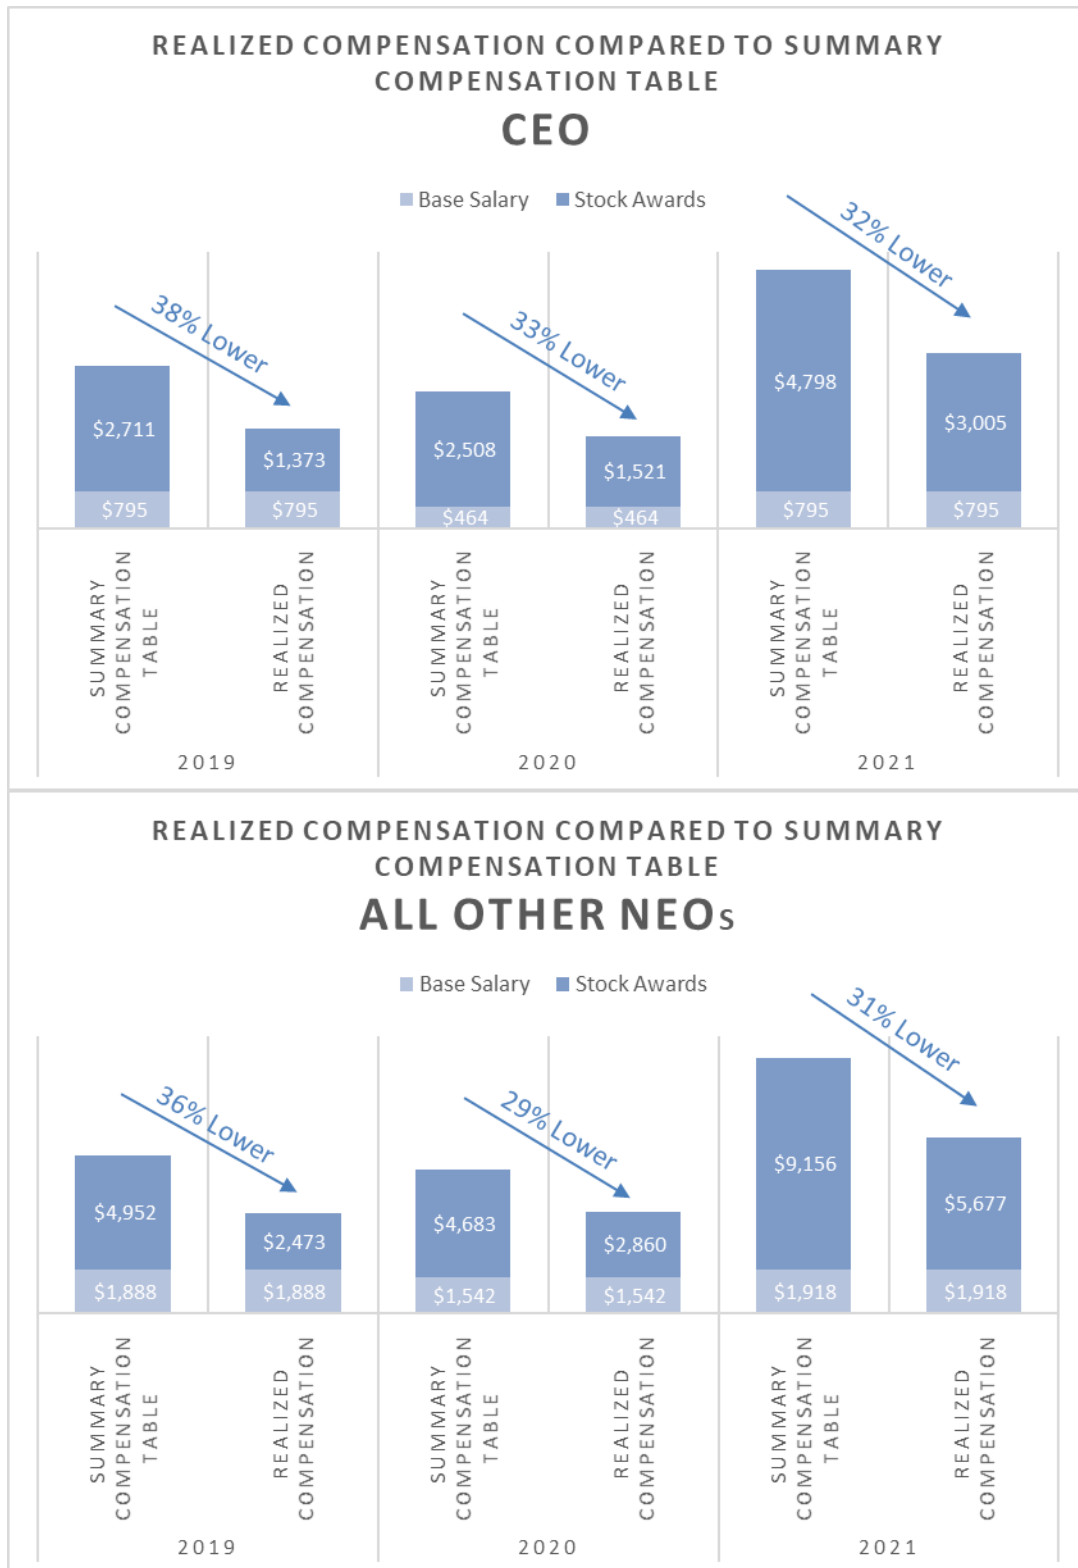 REALIZED COMPENSATION COMPARED TO SUMMARY
COMPENSATION TABLE
CEO
Base Salary Stock Awards
38% Lower
33% Lower
32% Lower
$2,711
$795
$1,373
$795
$2,508
$464
$1,521
$464
$4,798
$795
$3,005
$795
SUMMARY
COMPENSATION
TABLE
REALIZED
COMPENSATION
SUMMARY
COMPENSATION
TABLE
REALIZED
COMPENSATION
SUMMARY
COMPENSATION
TABLE
REALIZED
COMPENSATION
2019
2020
2021
REALIZED COMPENSATION COMPARED TO SUMMARY
COMPENSATION TABLE
ALL OTHER NEOs
Base Salary Stock Awards
36% Lower
29% Lower
31% Lower
$4,952
$1,888
$2,473
$1,888
$4,683
$1,542
$2,860
$1,542
$9,156
$1,918
$5,677
$1,918
SUMMARY
COMPENSATION
TABLE
REALIZED
COMPENSATION
SUMMARY
COMPENSATION
TABLE
REALIZED
COMPENSATION
SUMMARY
COMPENSATION
TABLE
REALIZED
COMPENSATION
2019
2020
2021